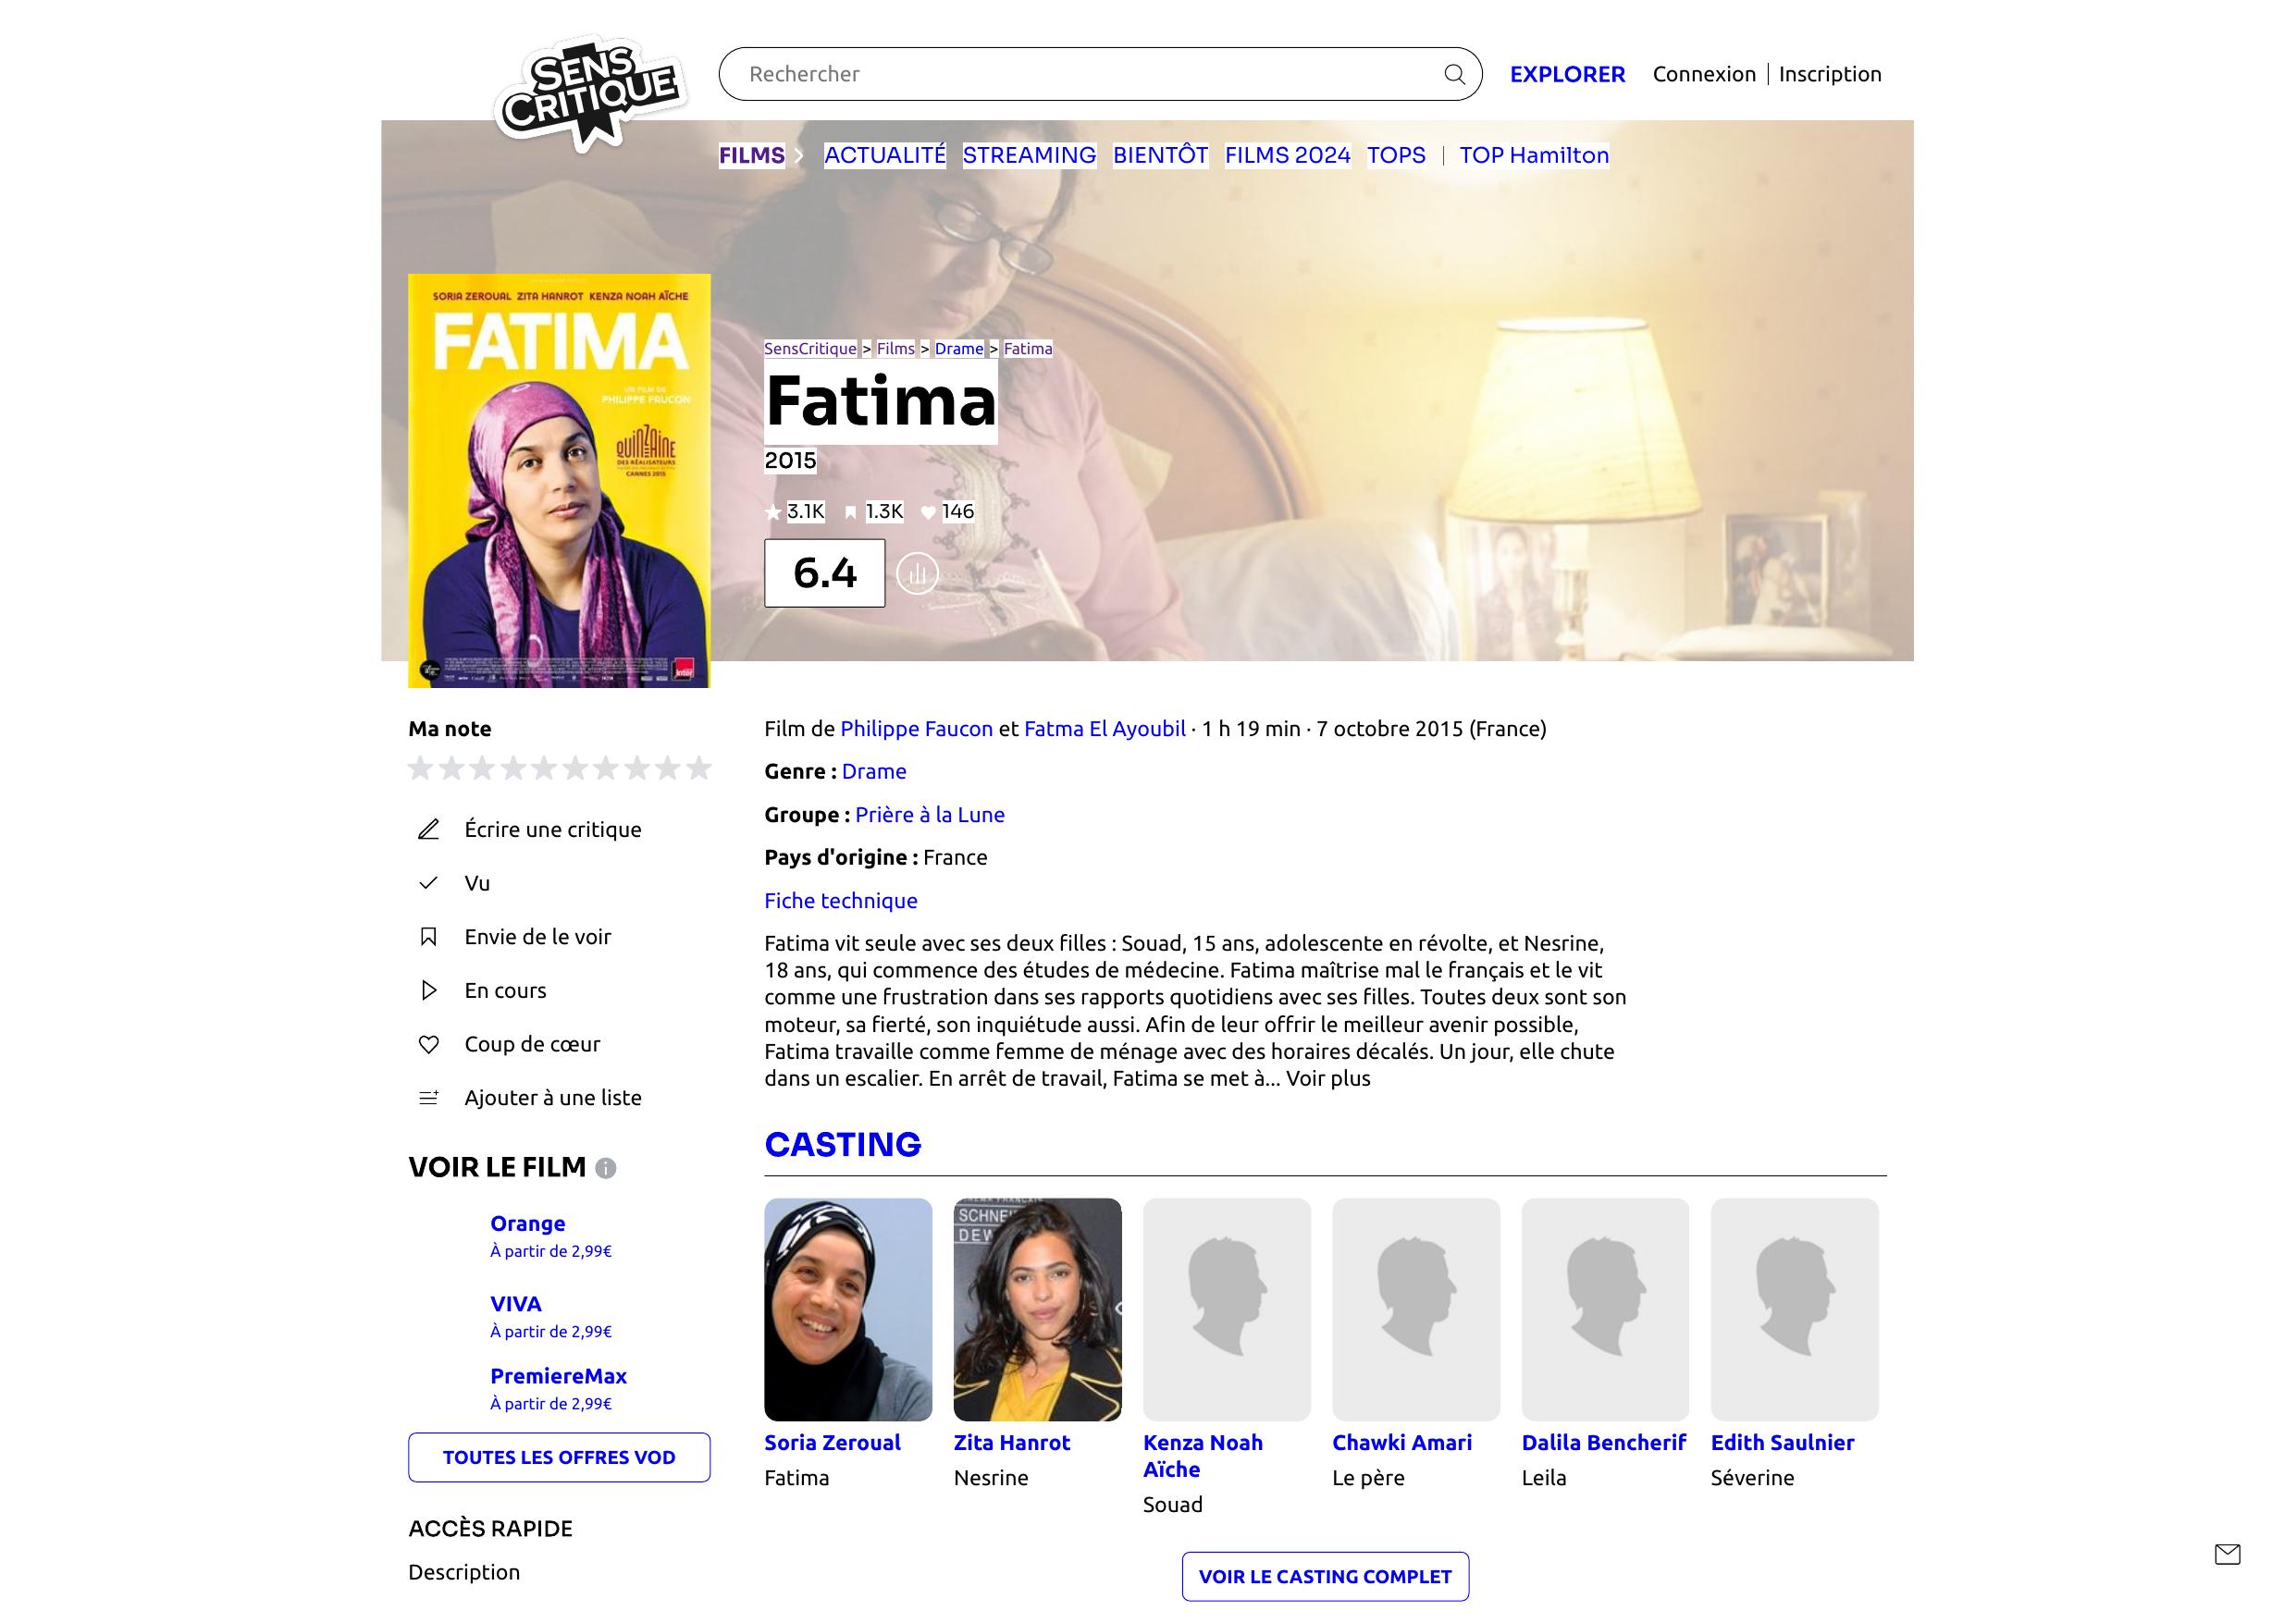 SENS
CRITIQUE
Rechercher
EXPLORER
Connexion
Inscription
FILMS
ACTUALITÉ
STREAMING
BIENTÔT
FILMS 2024
TOPS
TOP Hamilton
SORIA ZEROUAL ZITA HANROT KENZA NOAH AÏCHE
FATIMA
UN FILM DE
PHILIPPE FAUCON
QUINZAINE
DES RÉALISATEURS
CANNES 2015
inter
SensCritique > Films > Drame > Fatima
Fatima
2015
3.1K
1.3K
146
6.4
Ma note
Écrire une critique
Vu
Envie de le voir
En cours
Coup de cœur
Ajouter à une liste
VOIR LE FILM
Orange
À partir de 2,99€
VIVA
À partir de 2,99€
PremiereMax
À partir de 2,99€
TOUTES LES OFFRES VOD
ACCÈS RAPIDE
Description
Film de Philippe Faucon et Fatma El Ayoubil · 1 h 19 min · 7 octobre 2015 (France)
Genre : Drame
Groupe : Prière à la Lune
Pays d'origine : France
Fiche technique
Fatima vit seule avec ses deux filles : Souad, 15 ans, adolescente en révolte, et Nesrine,
18 ans, qui commence des études de médecine. Fatima maîtrise mal le français et le vit
comme une frustration dans ses rapports quotidiens avec ses filles. Toutes deux sont son
moteur, sa fierté, son inquiétude aussi. Afin de leur offrir le meilleur avenir possible,
Fatima travaille comme femme de ménage avec des horaires décalés. Un jour, elle chute
dans un escalier. En arrêt de travail, Fatima se met à... Voir plus
CASTING
SCHNEI
DEW
Soria Zeroual
Fatima
Zita Hanrot
Nesrine
Kenza Noah
Aïche
Souad
Chawki Amari
Le père
Dalila Bencherif
Leila
Edith Saulnier
Séverine
VOIR LE CASTING COMPLET